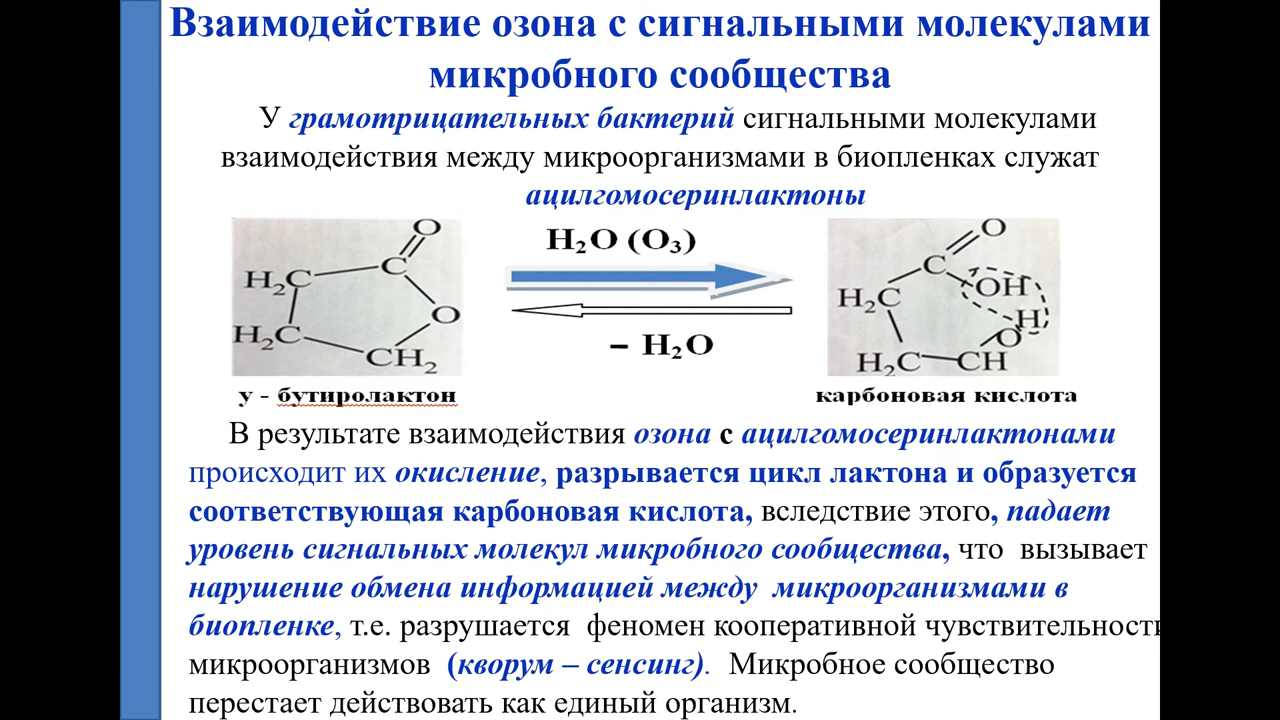 Взаимодействие озона с сигнальными молекулами
микробного сообщества
У грамотрицательных бактерий сигнальными молекулами
взаимодействия между микроорганизмами в биопленках служат
ацилгомосеринлактоны
O
C
H₂C
O
H₂C
CH₂
у - бутиролактон
H₂O (O₃)
– H₂O
O
C
OH
H₂C
H
O
H₂C
CH
карбоновая кислота
В результате взаимодействия озона с ацилгомосеринлактонами
происходит их окисление, разрывается цикл лактона и образуется
соответствующая карбоновая кислота, вследствие этого, падает
уровень сигнальных молекул микробного сообщества, что вызывает
нарушение обмена информацией между микроорганизмами в
биопленке, т.е. разрушается феномен кооперативной чувствительности
микроорганизмов (кворум – сенсинг). Микробное сообщество
перестает действовать как единый организм.